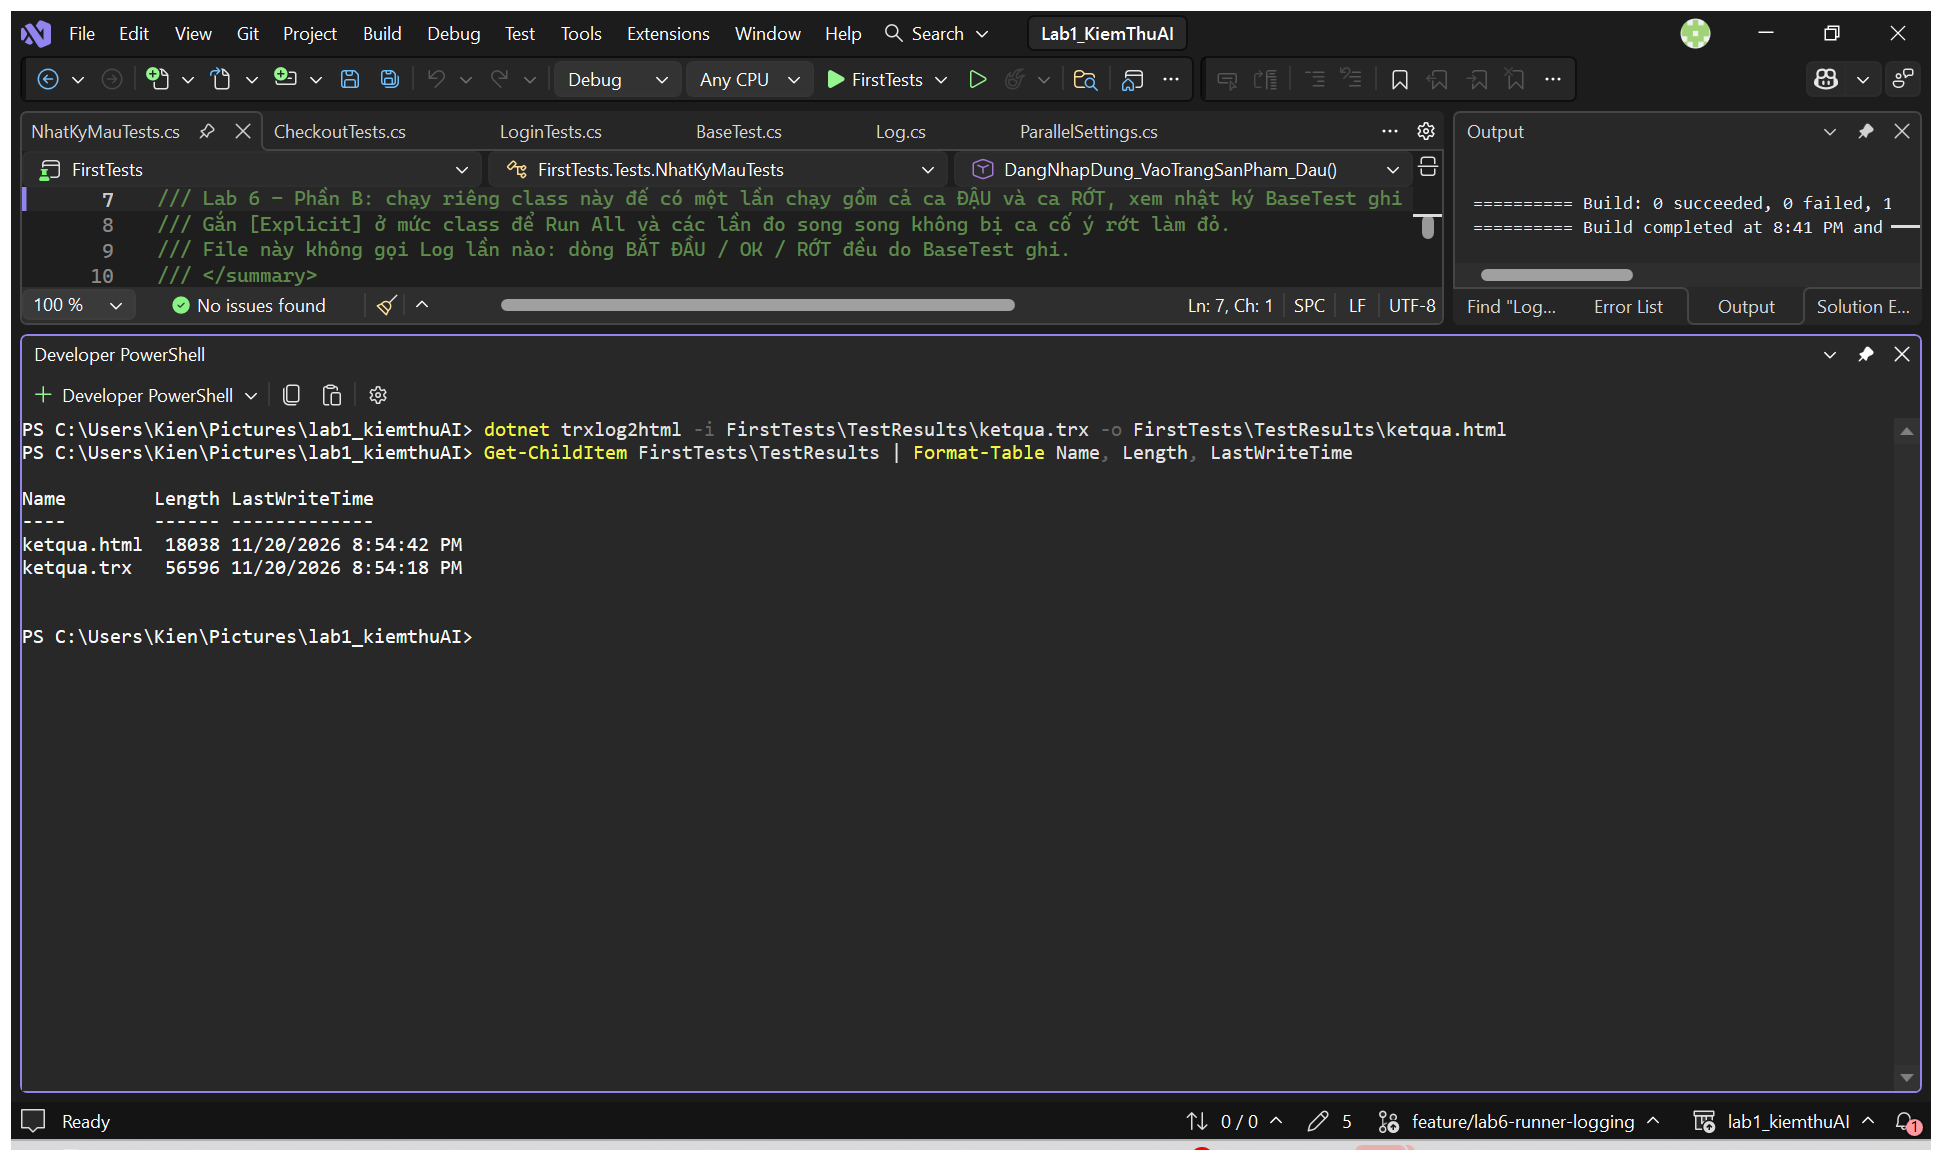 File Edit View Git Project Build Debug Test Tools Extensions Window Help Search Lab1_KiemThuAI
Debug Any CPU FirstTests
NhatKyMauTests.cs CheckoutTests.cs LoginTests.cs BaseTest.cs Log.cs ParallelSettings.cs
FirstTests FirstTests.Tests.NhatKyMauTests DangNhapDung_VaoTrangSanPham_Dau()
7 /// Lab 6 – Phần B: chạy riêng class này để có một lần chạy gồm cả ca ĐẬU và ca RỚT, xem nhật ký BaseTest ghi
8 /// Gắn [Explicit] ở mức class để Run All và các lần đo song song không bị ca cố ý rớt làm đỏ.
9 /// File này không gọi Log lần nào: dòng BẮT ĐẦU / OK / RỚT đều do BaseTest ghi.
10 /// </summary>
100 % No issues found Ln: 7, Ch: 1 SPC LF UTF-8
Output
========== Build: 0 succeeded, 0 failed, 1
========== Build completed at 8:41 PM and
Find "Log... Error List Output Solution E...
Developer PowerShell
Developer PowerShell
PS C:\Users\Kien\Pictures\lab1_kiemthuAI> dotnet trxlog2html -i FirstTests\TestResults\ketqua.trx -o FirstTests\TestResults\ketqua.html
PS C:\Users\Kien\Pictures\lab1_kiemthuAI> Get-ChildItem FirstTests\TestResults | Format-Table Name, Length, LastWriteTime
Name Length LastWriteTime
---- ------ -------------
ketqua.html 18038 11/20/2026 8:54:42 PM
ketqua.trx 56596 11/20/2026 8:54:18 PM
PS C:\Users\Kien\Pictures\lab1_kiemthuAI>
Ready 0 / 0 5 feature/lab6-runner-logging lab1_kiemthuAI 1